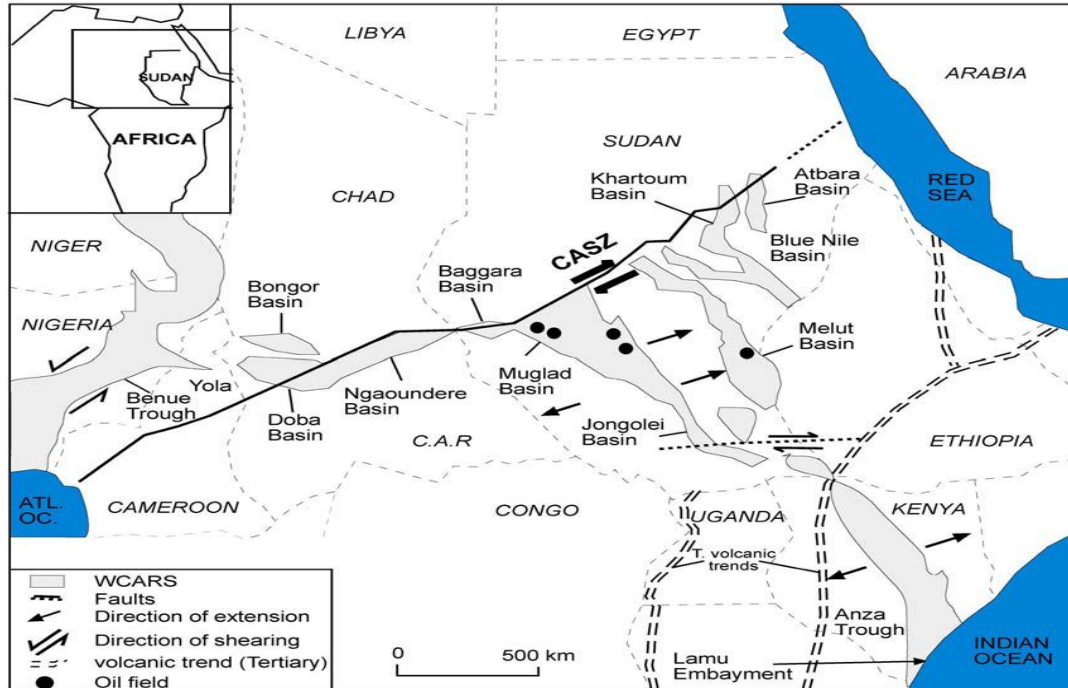 LIBYA
EGYPT
ARABIA
SUDAN
AFRICA
SUDAN
Khartoum
Basin
Atbara
Basin
RED
SEA
CHAD
NIGER
Blue Nile
Basin
CASZ
Baggara
Basin
Bongor
Basin
NIGERIA
Melut
Basin
Yola
Benue
Trough
Muglad
Basin
Ngaoundere
Basin
Doba
Basin
Jongolei
Basin
C.A.R
ETHIOPIA
ATL.
OC.
CAMEROON
CONGO
UGANDA
KENYA
T. volcanic
trends
Anza
Trough
Lamu
Embayment
INDIAN
OCEAN
WCARS
Faults
Direction of extension
Direction of shearing
volcanic trend (Tertiary)
Oil field
0 500 km